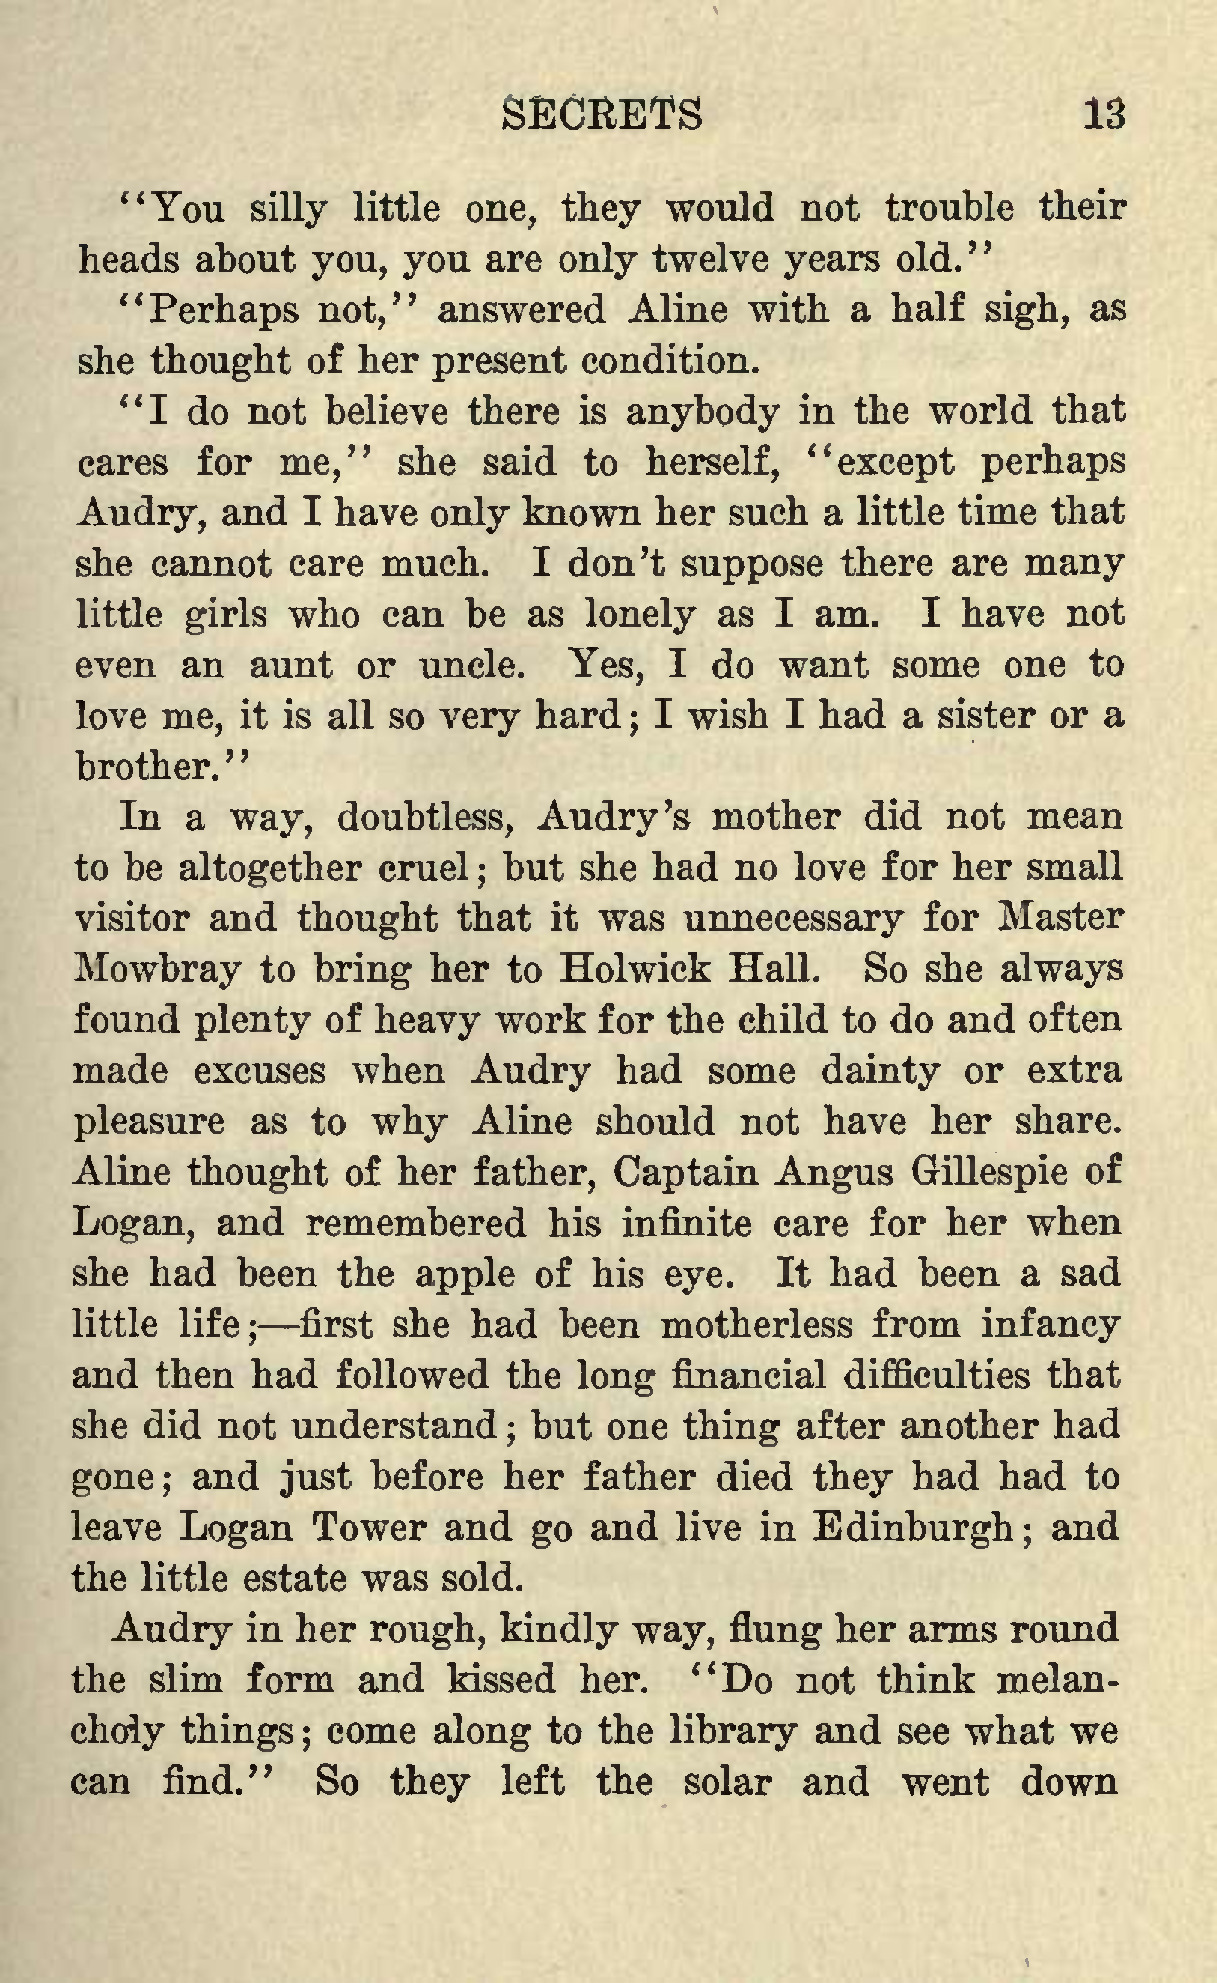 SECRETS 13
"You silly little one, they would not trouble their
heads about you, you are only twelve years old."
"Perhaps not," answered Aline with a half sigh, as
she thought of her present condition.
"I do not believe there is anybody in the world that
cares for me," she said to herself, "except perhaps
Audry, and I have only known her such a little time that
she cannot care much. I don't suppose there are many
little girls who can be as lonely as I am. I have not
even an aunt or uncle. Yes, I do want some one to
love me, it is all so very hard; I wish I had a sister or a
brother."
In a way, doubtless, Audry's mother did not mean
to be altogether cruel; but she had no love for her small
visitor and thought that it was unnecessary for Master
Mowbray to bring her to Holwick Hall. So she always
found plenty of heavy work for the child to do and often
made excuses when Audry had some dainty or extra
pleasure as to why Aline should not have her share.
Aline thought of her father, Captain Angus Gillespie of
Logan, and remembered his infinite care for her when
she had been the apple of his eye. It had been a sad
little life;—first she had been motherless from infancy
and then had followed the long financial difficulties that
she did not understand; but one thing after another had
gone; and just before her father died they had had to
leave Logan Tower and go and live in Edinburgh; and
the little estate was sold.
Audry in her rough, kindly way, flung her arms round
the slim form and kissed her. "Do not think melan-
choly things; come along to the library and see what we
can find." So they left the solar and went down